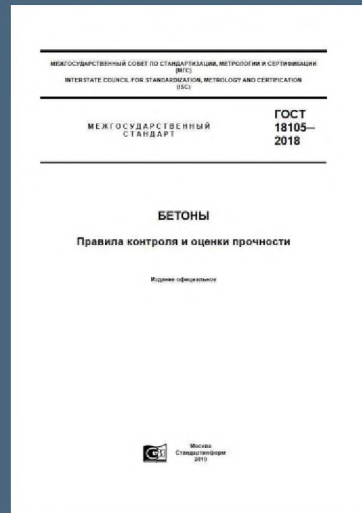 МЕЖГОСУДАРСТВЕННЫЙ СОВЕТ ПО СТАНДАРТИЗАЦИИ, МЕТРОЛОГИИ И СЕРТИФИКАЦИИ
(МГС)
INTERSTATE COUNCIL FOR STANDARDIZATION, METROLOGY AND CERTIFICATION
(ISC)
МЕЖГОСУДАРСТВЕННЫЙ
СТАНДАРТ
ГОСТ
18105—
2018
БЕТОНЫ
Правила контроля и оценки прочности
Издание официальное
Москва
Стандартинформ
2019